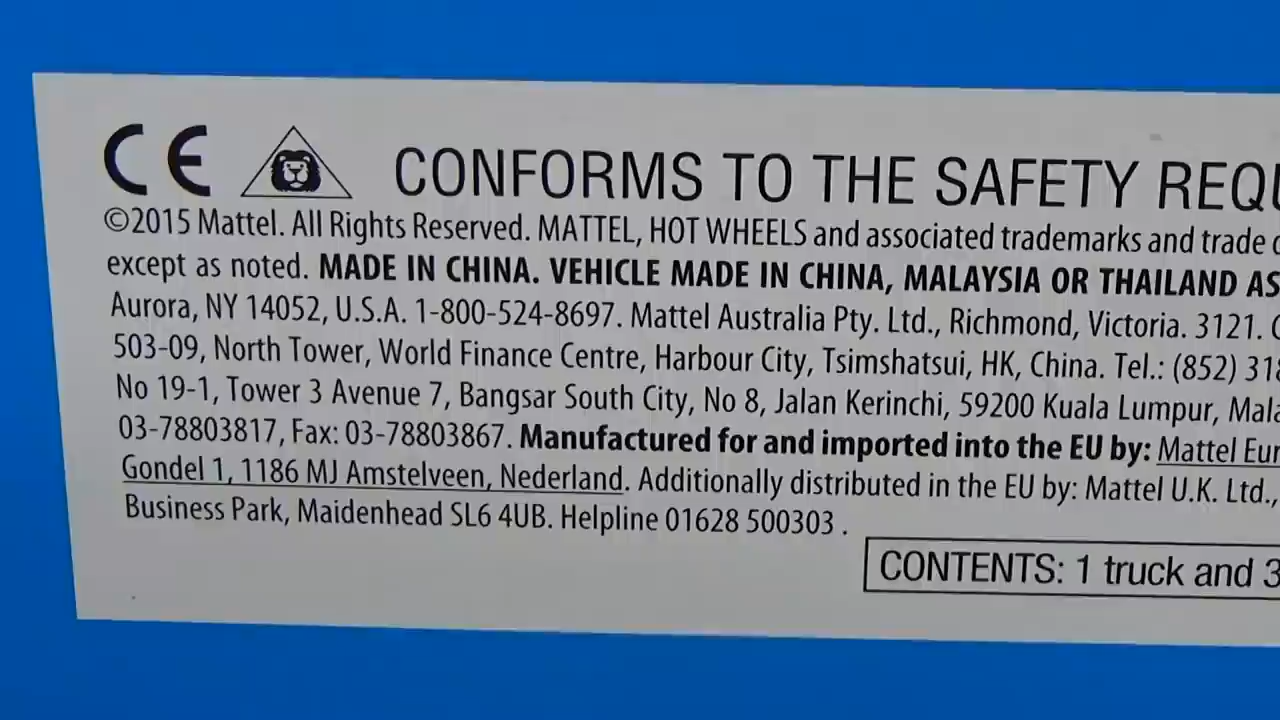 CE CONFORMS TO THE SAFETY
©2015 Mattel. All Rights Reserved. MATTEL, HOT WHEELS and associated trademarks and trade
except as noted. MADE IN CHINA. VEHICLE MADE IN CHINA, MALAYSIA OR THAILAND AS
Aurora, NY 14052, U.S.A. 1-800-524-8697. Mattel Australia Pty. Ltd., Richmond, Victoria. 3121.
503-09, North Tower, World Finance Centre, Harbour City, Tsimshatsui, HK, China. Tel.: (852)
No 19-1, Tower 3 Avenue 7, Bangsar South City, No 8, Jalan Kerinchi, 59200 Kuala Lumpur,
03-78803817, Fax: 03-78803867. Manufactured for and imported into the EU by: Mattel
Gondel 1, 1186 MJ Amstelveen, Nederland. Additionally distributed in the EU by: Mattel U.K. Ltd.,
Business Park, Maidenhead SL6 4UB. Helpline 01628 500303 .
CONTENTS: 1 truck and 3